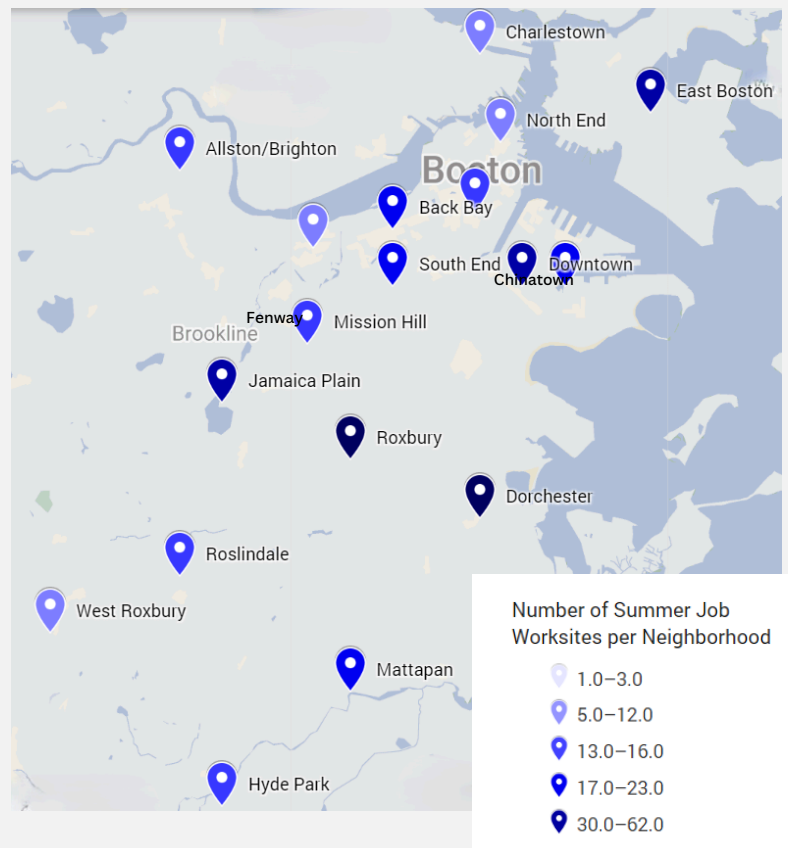 Charlestown
East Boston
North End
Allston/Brighton
Boston
Back Bay
South End
Downtown
Chinatown
Fenway
Mission Hill
Brookline
Jamaica Plain
Roxbury
Dorchester
Roslindale
West Roxbury
Mattapan
Hyde Park
Number of Summer Job
Worksites per Neighborhood
1.0–3.0
5.0–12.0
13.0–16.0
17.0–23.0
30.0–62.0